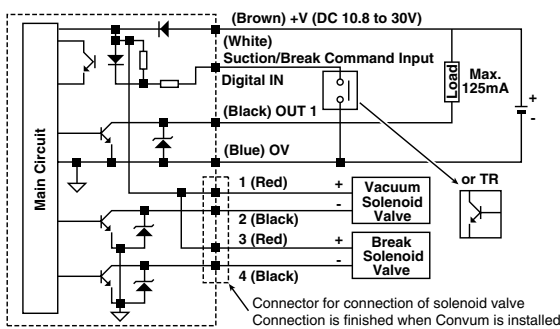 (Brown) +V (DC 10.8 to 30V)
(White)
Suction/Break Command Input
Digital IN
Load
Max.
125mA
+
-
(Black) OUT 1
(Blue) OV
or TR
Main Circuit
1 (Red)
+
Vacuum
Solenoid
Valve
-
2 (Black)
3 (Red)
+
Break
Solenoid
Valve
-
4 (Black)
Connector for connection of solenoid valve
Connection is finished when Convum is installed